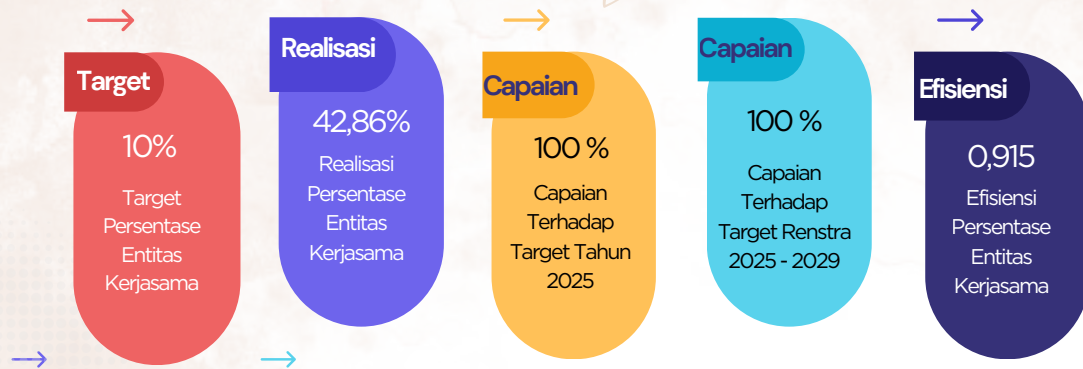 Target
10%
Target
Persentase
Entitas
Kerjasama
Realisasi
42,86%
Realisasi
Persentase
Entitas
Kerjasama
Capaian
100 %
Capaian
Terhadap
Target Tahun
2025
Capaian
100 %
Capaian
Terhadap
Target Renstra
2025 - 2029
Efisiensi
0,915
Efisiensi
Persentase
Entitas
Kerjasama